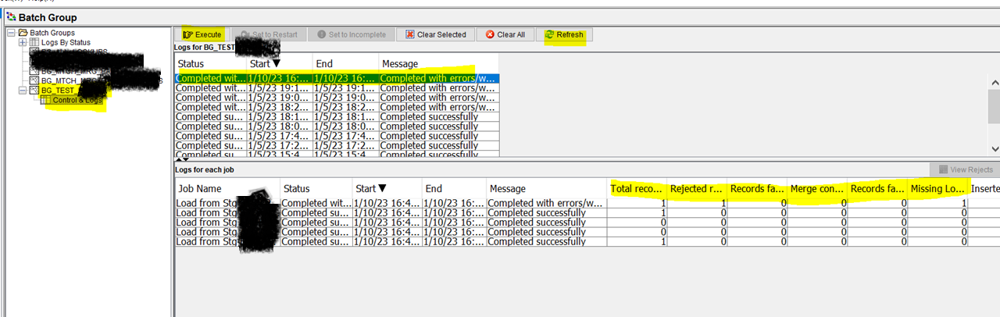 Batch Group
Batch Groups
Logs By Status
BG_MTCH_MRG
BG_MTCH
BG_TEST_
Control & Logs
Execute Set to Restart Set to Incomplete Clear Selected Clear All Refresh
Logs for BG_TEST
Status Start ▼ End Message
Completed wit... 1/10/23 16:... 1/10/23 16:... Completed with errors/w...
Completed wit... 1/5/23 19:1... 1/5/23 19:1... Completed with errors/w...
Completed wit... 1/5/23 19:0... 1/5/23 19:0... Completed with errors/w...
Completed wit... 1/5/23 18:2... 1/5/23 18:2... Completed with errors/w...
Completed su... 1/5/23 18:1... 1/5/23 18:1... Completed successfully
Completed su... 1/5/23 18:0... 1/5/23 18:0... Completed successfully
Completed su... 1/5/23 17:4... 1/5/23 17:4... Completed successfully
Completed su... 1/5/23 17:2... 1/5/23 17:2... Completed successfully
Completed su... 1/5/23 15:4... 1/5/23 15:4... Completed successfully
Logs for each job View Rejects
Job Name Status Start ▼ End Message Total reco... Rejected r... Records fa... Merge con... Records fa... Missing Lo... Inserte
Load from Stg Completed wit... 1/10/23 16:4... 1/10/23 16:... Completed with errors/w... 1 1 0 0 0 1
Load from Stg Completed su... 1/10/23 16:4... 1/10/23 16:... Completed successfully 1 0 0 0 0 0
Load from Stg Completed su... 1/10/23 16:4... 1/10/23 16:... Completed successfully 0 0 0 0 0 0
Load from Stg Completed su... 1/10/23 16:4... 1/10/23 16:... Completed successfully 0 0 0 0 0 0
Load from Stg Completed su... 1/10/23 16:4... 1/10/23 16:... Completed successfully 1 0 0 0 0 0